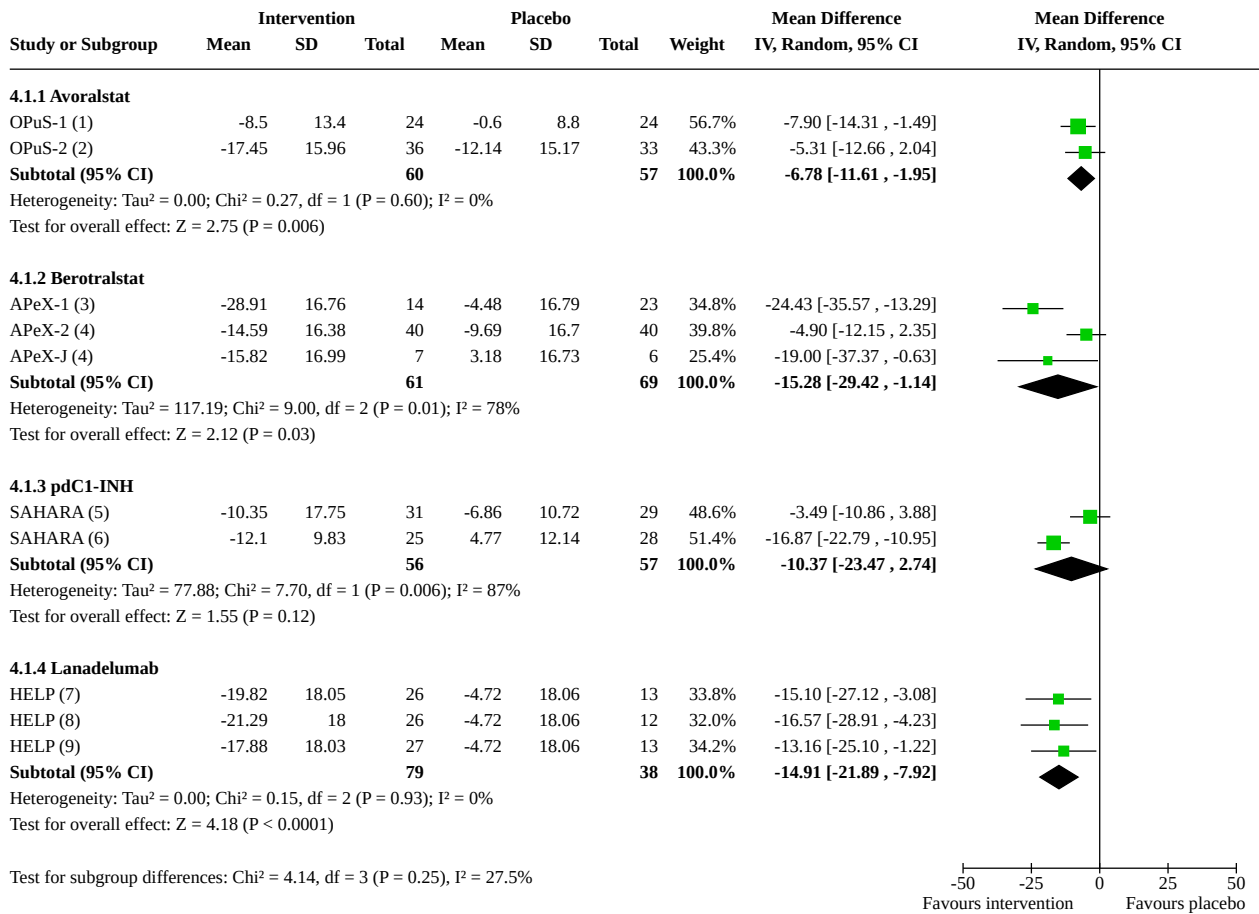 Intervention Placebo Mean Difference Mean Difference
Study or Subgroup Mean SD Total Mean SD Total Weight IV, Random, 95% CI IV, Random, 95% CI
4.1.1 Avoralstat
OPuS-1 (1) -8.5 13.4 24 -0.6 8.8 24 56.7% -7.90 [-14.31 , -1.49]
OPuS-2 (2) -17.45 15.96 36 -12.14 15.17 33 43.3% -5.31 [-12.66 , 2.04]
Subtotal (95% CI) 60 57 100.0% -6.78 [-11.61 , -1.95]
Heterogeneity: Tau² = 0.00; Chi² = 0.27, df = 1 (P = 0.60); I² = 0%
Test for overall effect: Z = 2.75 (P = 0.006)
4.1.2 Berotralstat
APeX-1 (3) -28.91 16.76 14 -4.48 16.79 23 34.8% -24.43 [-35.57 , -13.29]
APeX-2 (4) -14.59 16.38 40 -9.69 16.7 40 39.8% -4.90 [-12.15 , 2.35]
APeX-J (4) -15.82 16.99 7 3.18 16.73 6 25.4% -19.00 [-37.37 , -0.63]
Subtotal (95% CI) 61 69 100.0% -15.28 [-29.42 , -1.14]
Heterogeneity: Tau² = 117.19; Chi² = 9.00, df = 2 (P = 0.01); I² = 78%
Test for overall effect: Z = 2.12 (P = 0.03)
4.1.3 pdC1-INH
SAHARA (5) -10.35 17.75 31 -6.86 10.72 29 48.6% -3.49 [-10.86 , 3.88]
SAHARA (6) -12.1 9.83 25 4.77 12.14 28 51.4% -16.87 [-22.79 , -10.95]
Subtotal (95% CI) 56 57 100.0% -10.37 [-23.47 , 2.74]
Heterogeneity: Tau² = 77.88; Chi² = 7.70, df = 1 (P = 0.006); I² = 87%
Test for overall effect: Z = 1.55 (P = 0.12)
4.1.4 Lanadelumab
HELP (7) -19.82 18.05 26 -4.72 18.06 13 33.8% -15.10 [-27.12 , -3.08]
HELP (8) -21.29 18 26 -4.72 18.06 12 32.0% -16.57 [-28.91 , -4.23]
HELP (9) -17.88 18.03 27 -4.72 18.06 13 34.2% -13.16 [-25.10 , -1.22]
Subtotal (95% CI) 79 38 100.0% -14.91 [-21.89 , -7.92]
Heterogeneity: Tau² = 0.00; Chi² = 0.15, df = 2 (P = 0.93); I² = 0%
Test for overall effect: Z = 4.18 (P < 0.0001)
Test for subgroup differences: Chi² = 4.14, df = 3 (P = 0.25), I² = 27.5%
-50 -25 0 25 50
Favours intervention Favours placebo